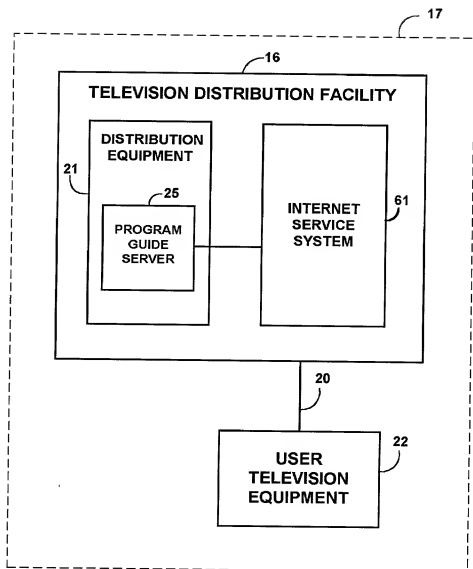 17
16
TELEVISION DISTRIBUTION FACILITY
DISTRIBUTION
EQUIPMENT
21
25
PROGRAM
GUIDE
SERVER
INTERNET
SERVICE
SYSTEM
61
20
USER
TELEVISION
EQUIPMENT
22